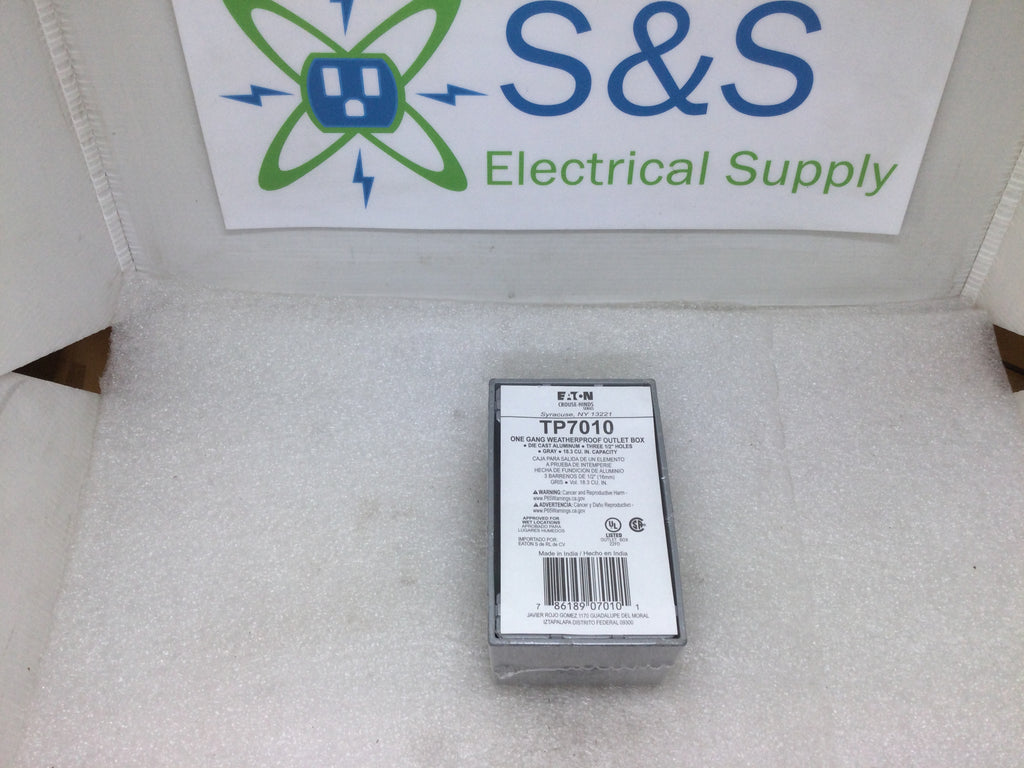 S&S
Electrical Supply
EATON
CROUSE-HINDS
SERIES
Syracuse, NY 13221
TP7010
ONE GANG WEATHERPROOF OUTLET BOX
● DIE CAST ALUMINUM ● THREE 1/2" HOLES
● GRAY ● 18.3 CU. IN. CAPACITY
CAJA PARA SALIDA DE UN ELEMENTO
A PRUEBA DE INTEMPERIE
HECHA DE FUNDICION DE ALUMINIO
3 BARRENOS DE 1/2" (16mm)
GRIS ● Vol. 18.3 CU. IN.
WARNING: Cancer and Reproductive Harm -
www.P65Warnings.ca.gov
ADVERTENCIA: Cáncer y Daño Reproductivo -
www.P65Warnings.ca.gov
APPROVED FOR
WET LOCATIONS
APROBADO PARA
LUGARES HUMEDOS
IMPORTADO POR:
EATON S de RL de CV
UL
LISTED
OUTLET BOX
Made in India / Hecho en India
7 86189 07010 1
JAVIER ROJO GOMEZ 1170 GUADALUPE DEL MORAL
IZTAPALAPA DISTRITO FEDERAL 09300